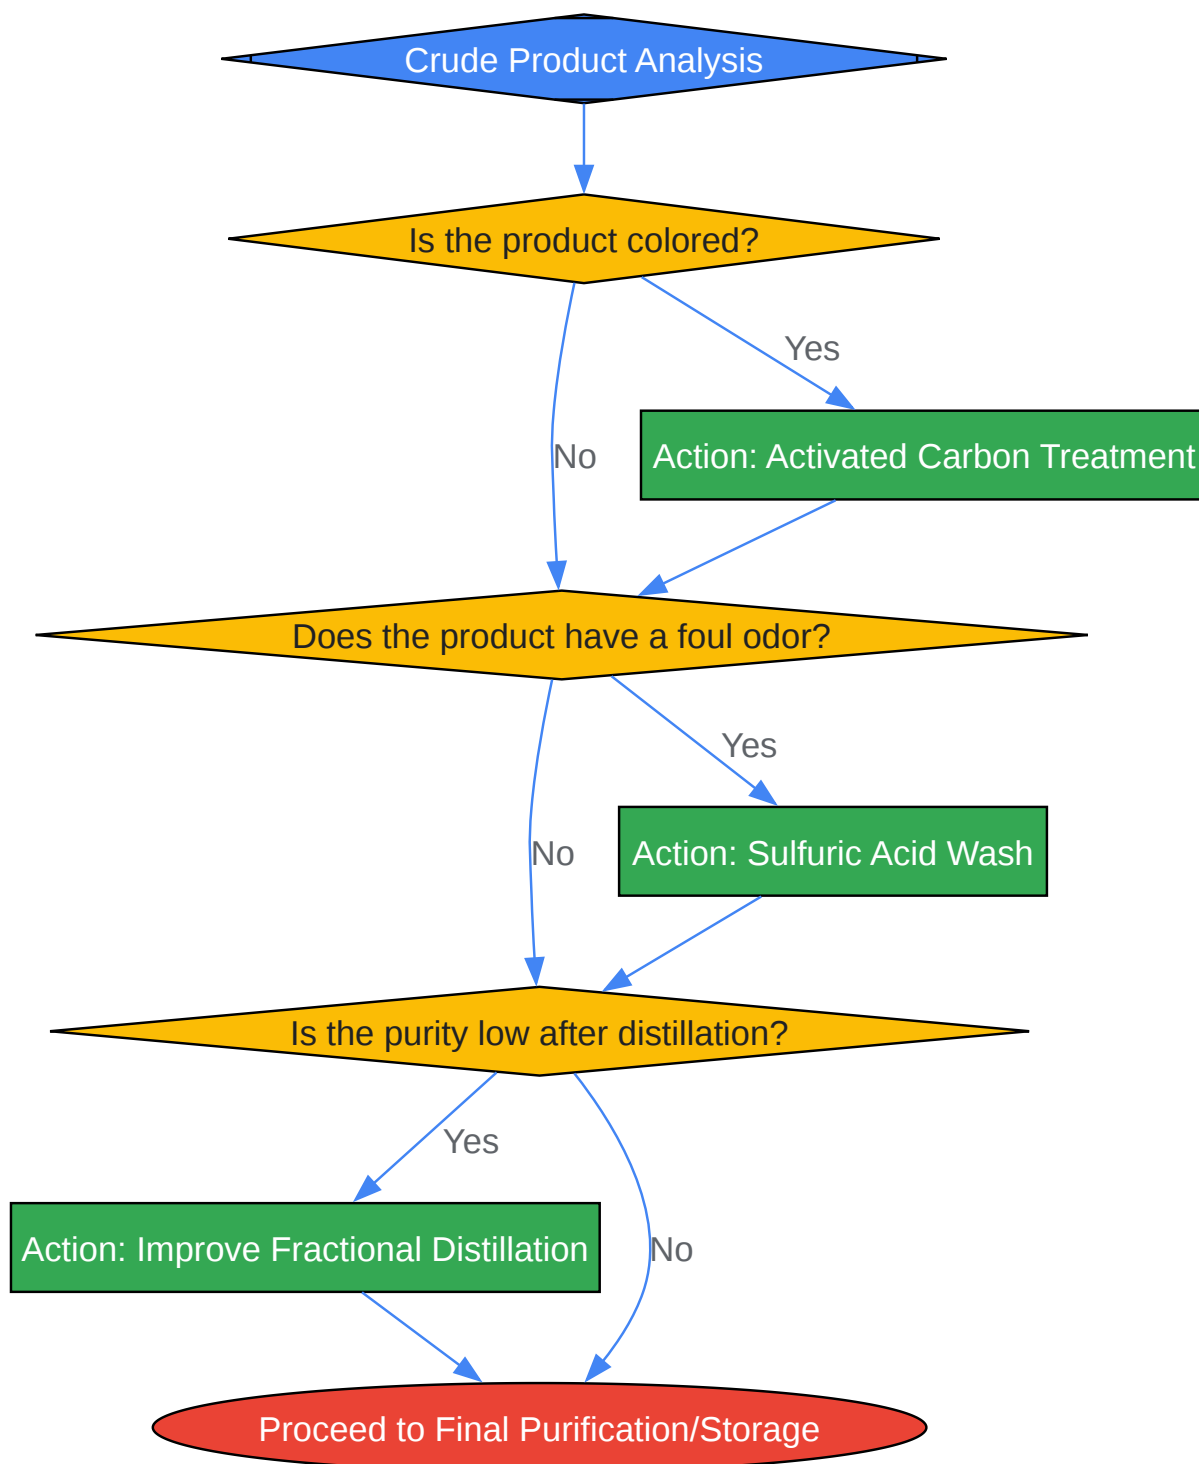 Crude Product Analysis
Is the product colored?
Yes
No
Action: Activated Carbon Treatment
Does the product have a foul odor?
Yes
No
Action: Sulfuric Acid Wash
Is the purity low after distillation?
Yes
Action: Improve Fractional Distillation
No
Proceed to Final Purification/Storage